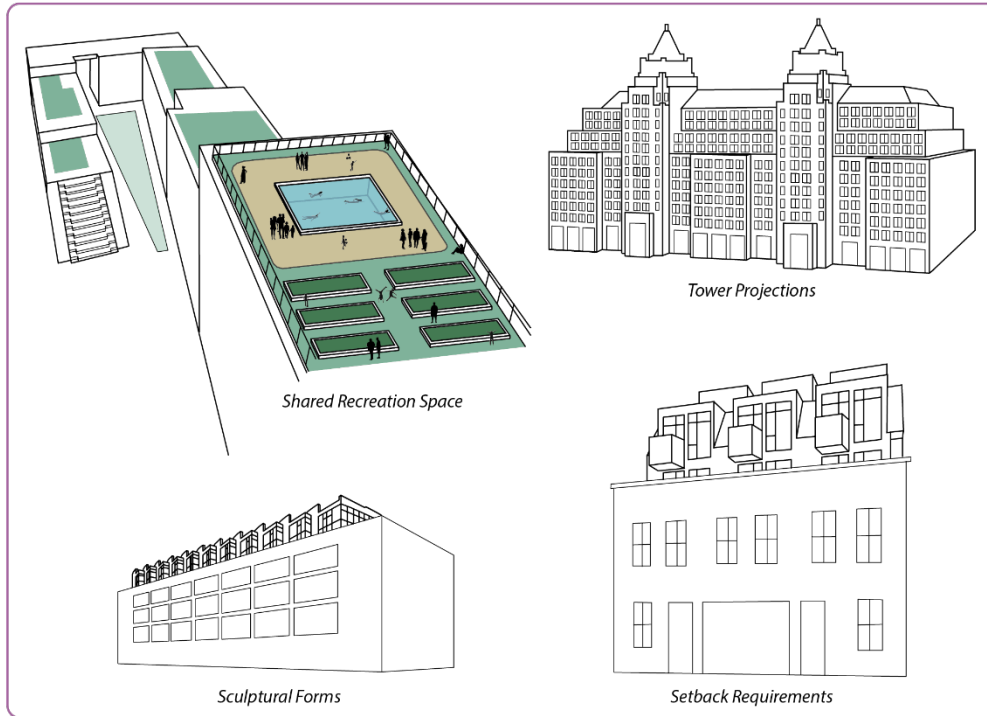 Tower Projections
Shared Recreation Space
Sculptural Forms
Setback Requirements